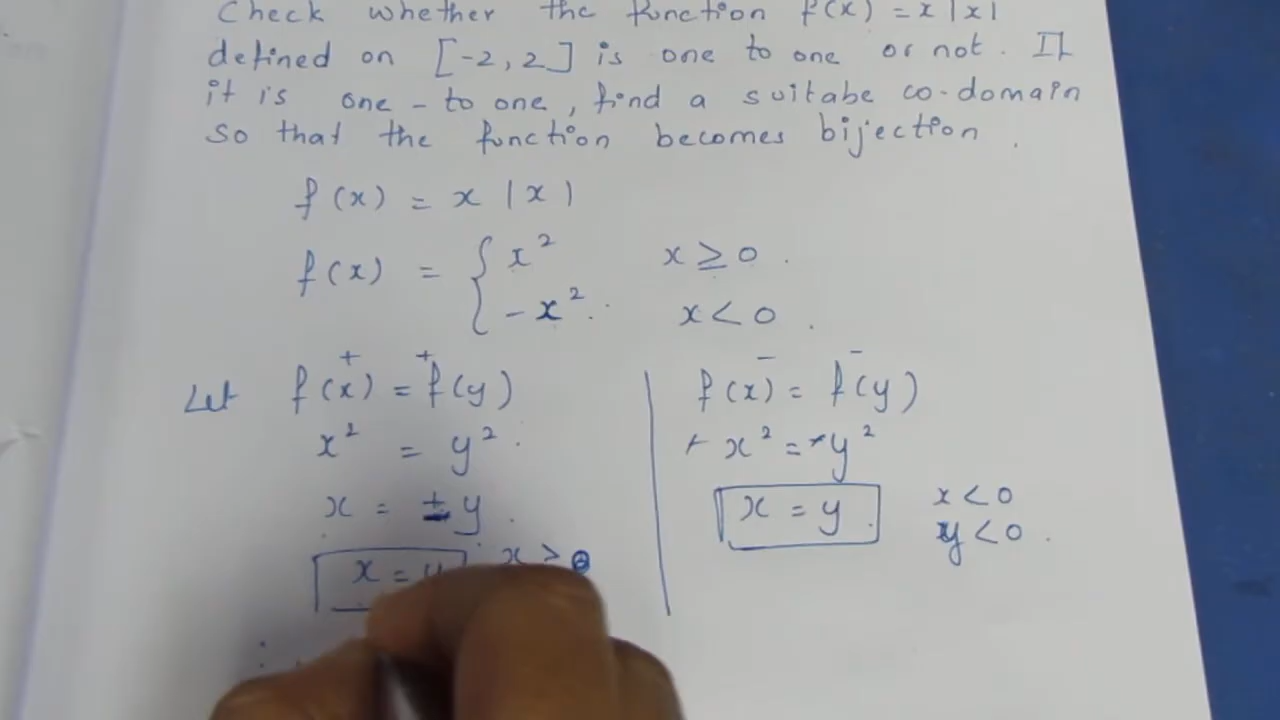 Check whether the function f(x) = x|x|
defined on [-2, 2] is one to one or not. If
it is one - to one, find a suitabe co-domain
so that the function becomes bijection.
f(x) = x |x|
f(x) = { x² x ≥ 0.
- x². x < 0.
Let f(x) = f(y)
+ +
x² = y².
x = ± y.
x = y x >
f(x) = f(y)
- -
- x² = - y²
x = y. x < 0
y < 0.